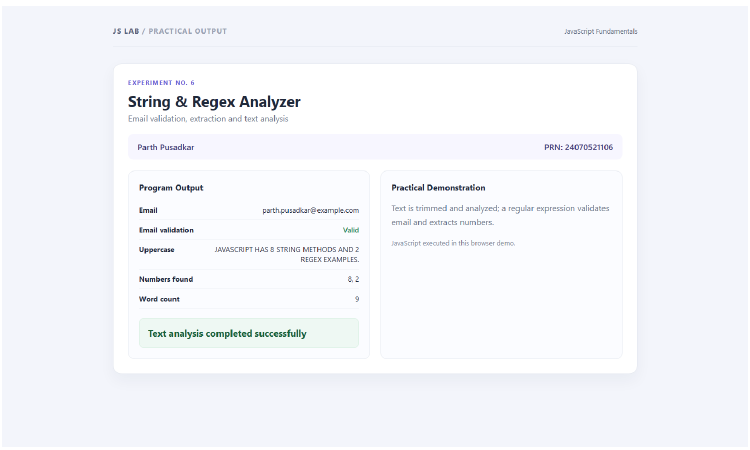 JS LAB / PRACTICAL OUTPUT
JavaScript Fundamentals
EXPERIMENT NO. 6
String & Regex Analyzer
Email validation, extraction and text analysis
Parth Pusadkar
PRN: 24070521106
Program Output
Email parth.pusadkar@example.com
Email validation Valid
Uppercase JAVASCRIPT HAS 8 STRING METHODS AND 2
REGEX EXAMPLES.
Numbers found 8, 2
Word count 9
Text analysis completed successfully
Practical Demonstration
Text is trimmed and analyzed; a regular expression validates
email and extracts numbers.
JavaScript executed in this browser demo.